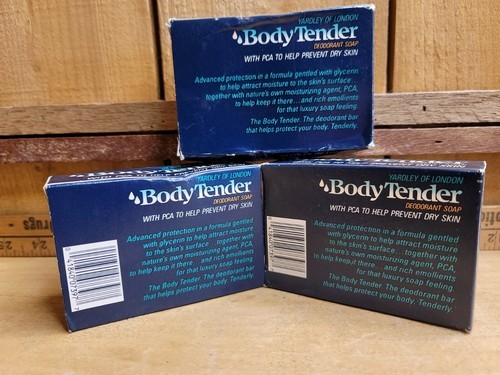 YARDLEY OF LONDON
Body Tender
DEODORANT SOAP
WITH PCA TO HELP PREVENT DRY SKIN
Advanced protection in a formula gentled with glycerin
to help attract moisture to the skin's surface...
together with nature's own moisturizing agent, PCA,
to help keep it there...and rich emollients
for that luxury soap feeling.
The Body Tender. The deodorant bar
that helps protect your body. Tenderly.
YARDLEY OF LONDON
Body Tender
DEODORANT SOAP
WITH PCA TO HELP PREVENT DRY SKIN
Advanced protection in a formula gentled
with glycerin to help attract moisture
to the skin's surface...together with
nature's own moisturizing agent, PCA,
to help keep it there...and rich emollients
for that luxury soap feeling.
The Body Tender. The deodorant bar
that helps protect your body. Tenderly.
YARDLEY OF LONDON
Body Tender
DEODORANT SOAP
WITH PCA TO HELP PREVENT DRY SKIN
Advanced protection in a formula gentled
with glycerin to help attract moisture
to the skin's surface...together with
nature's own moisturizing agent, PCA,
to help keep it there...and rich emollients
for that luxury soap feeling.
The Body Tender. The deodorant bar
that helps protect your body. Tenderly.